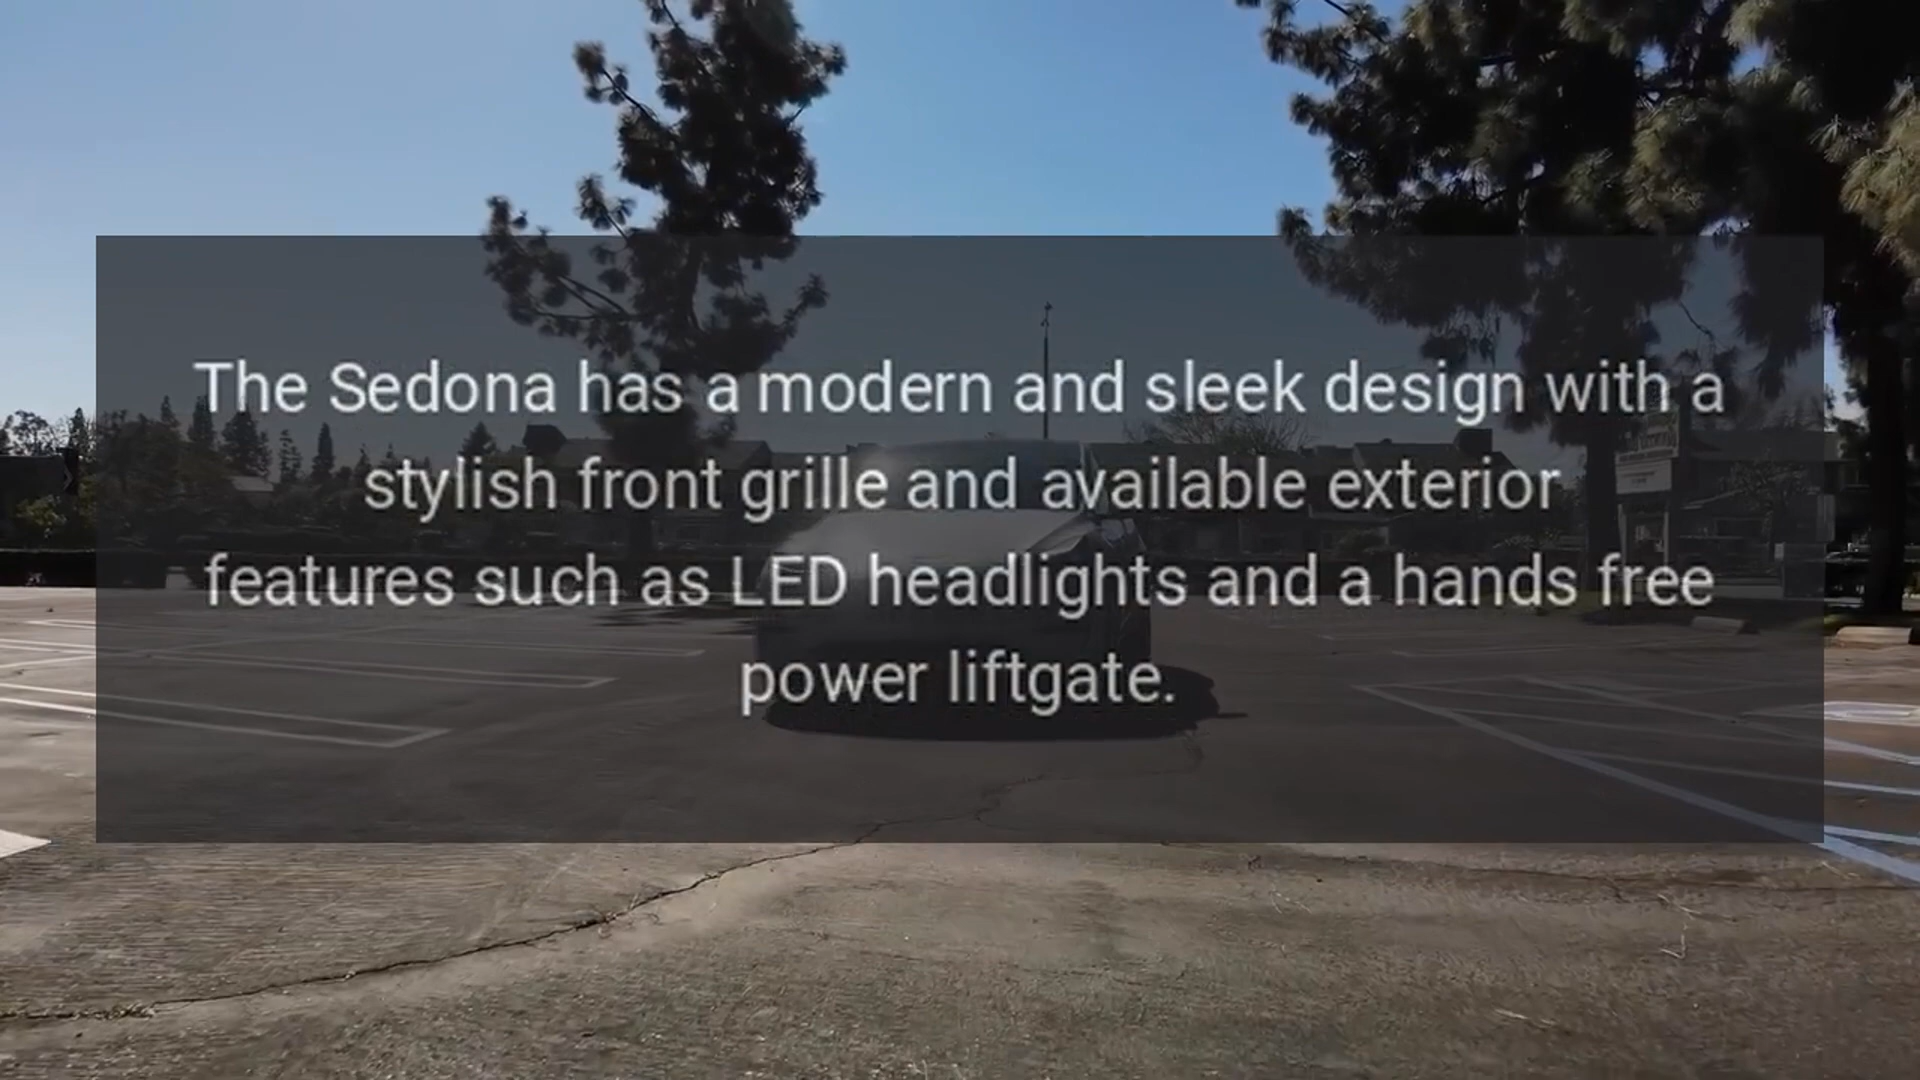 The Sedona has a modern and sleek design with a
stylish front grille and available exterior
features such as LED headlights and a hands free
power liftgate.